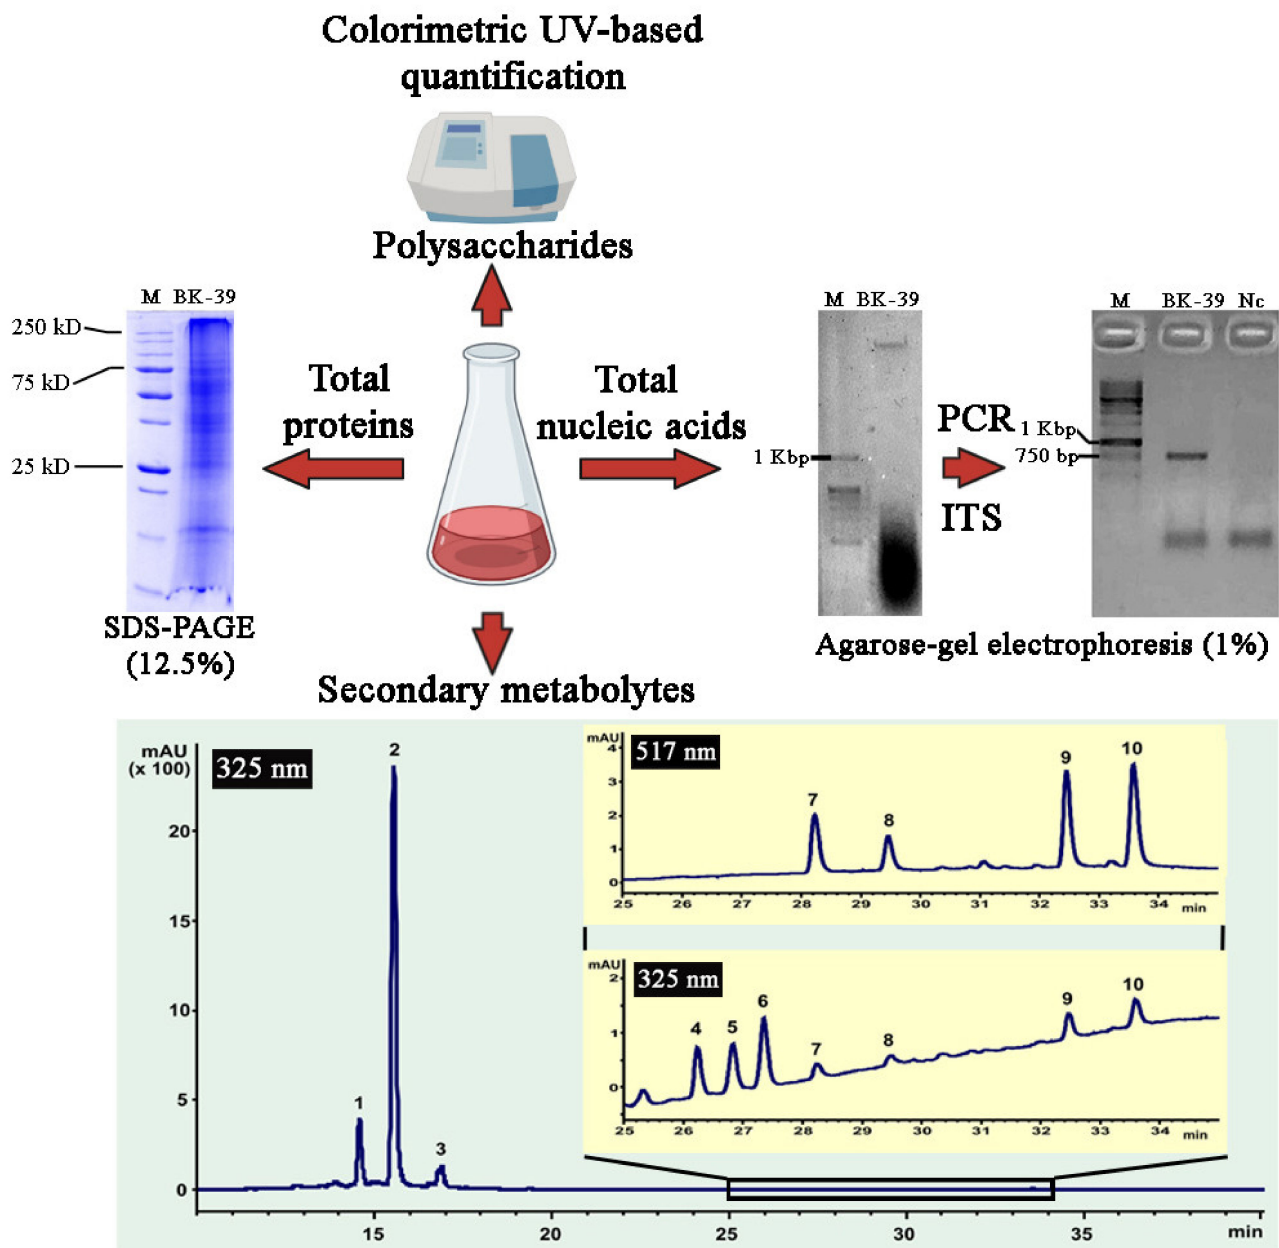 Colorimetric UV-based
quantification
Polysaccharides
M BK-39
250 kD
75 kD
25 kD
SDS-PAGE
(12.5%)
Total
proteins
Total
nucleic acids
M BK-39
1 Kbp
PCR
ITS
M BK-39 Nc
1 Kbp
750 bp
Agarose-gel electrophoresis (1%)
Secondary metabolytes
mAU
(x 100)
325 nm
20
15
10
5
0
1
2
3
15 20 25 30 35 min
mAU
517 nm
4
3
2
1
0
7
8
9
10
25 26 27 28 29 30 31 32 33 34 min
mAU
325 nm
2
1
0
4
5
6
7
8
9
10
25 26 27 28 29 30 31 32 33 34 min